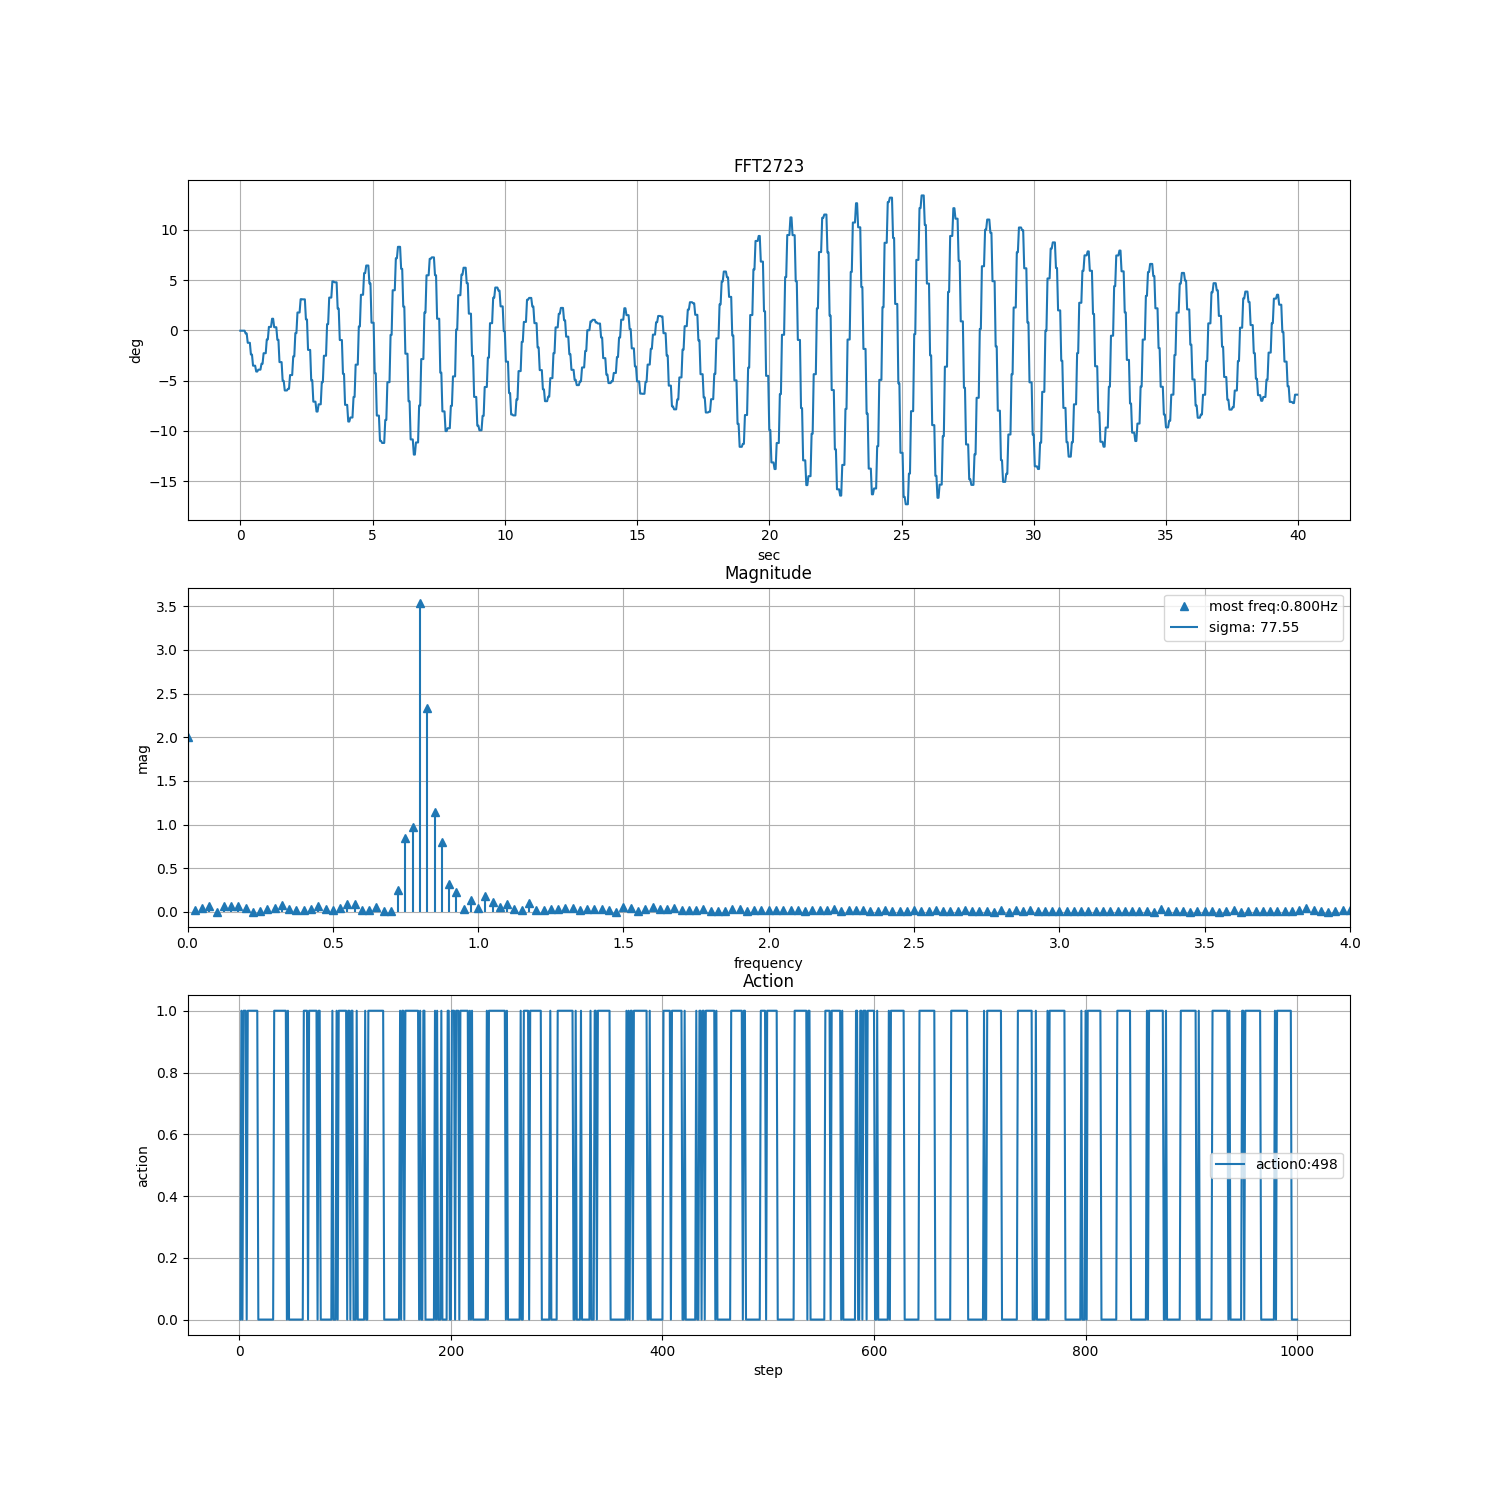 FFT2723
10
5
0
−5
−10
−15
deg
0 5 10 15 20 25 30 35 40
sec
Magnitude
3.5
3.0
2.5
2.0
1.5
1.0
0.5
0.0
mag
most freq:0.800Hz
sigma: 77.55
0.0 0.5 1.0 1.5 2.0 2.5 3.0 3.5 4.0
frequency
Action
1.0
0.8
0.6
0.4
0.2
0.0
action
action0:498
0 200 400 600 800 1000
step